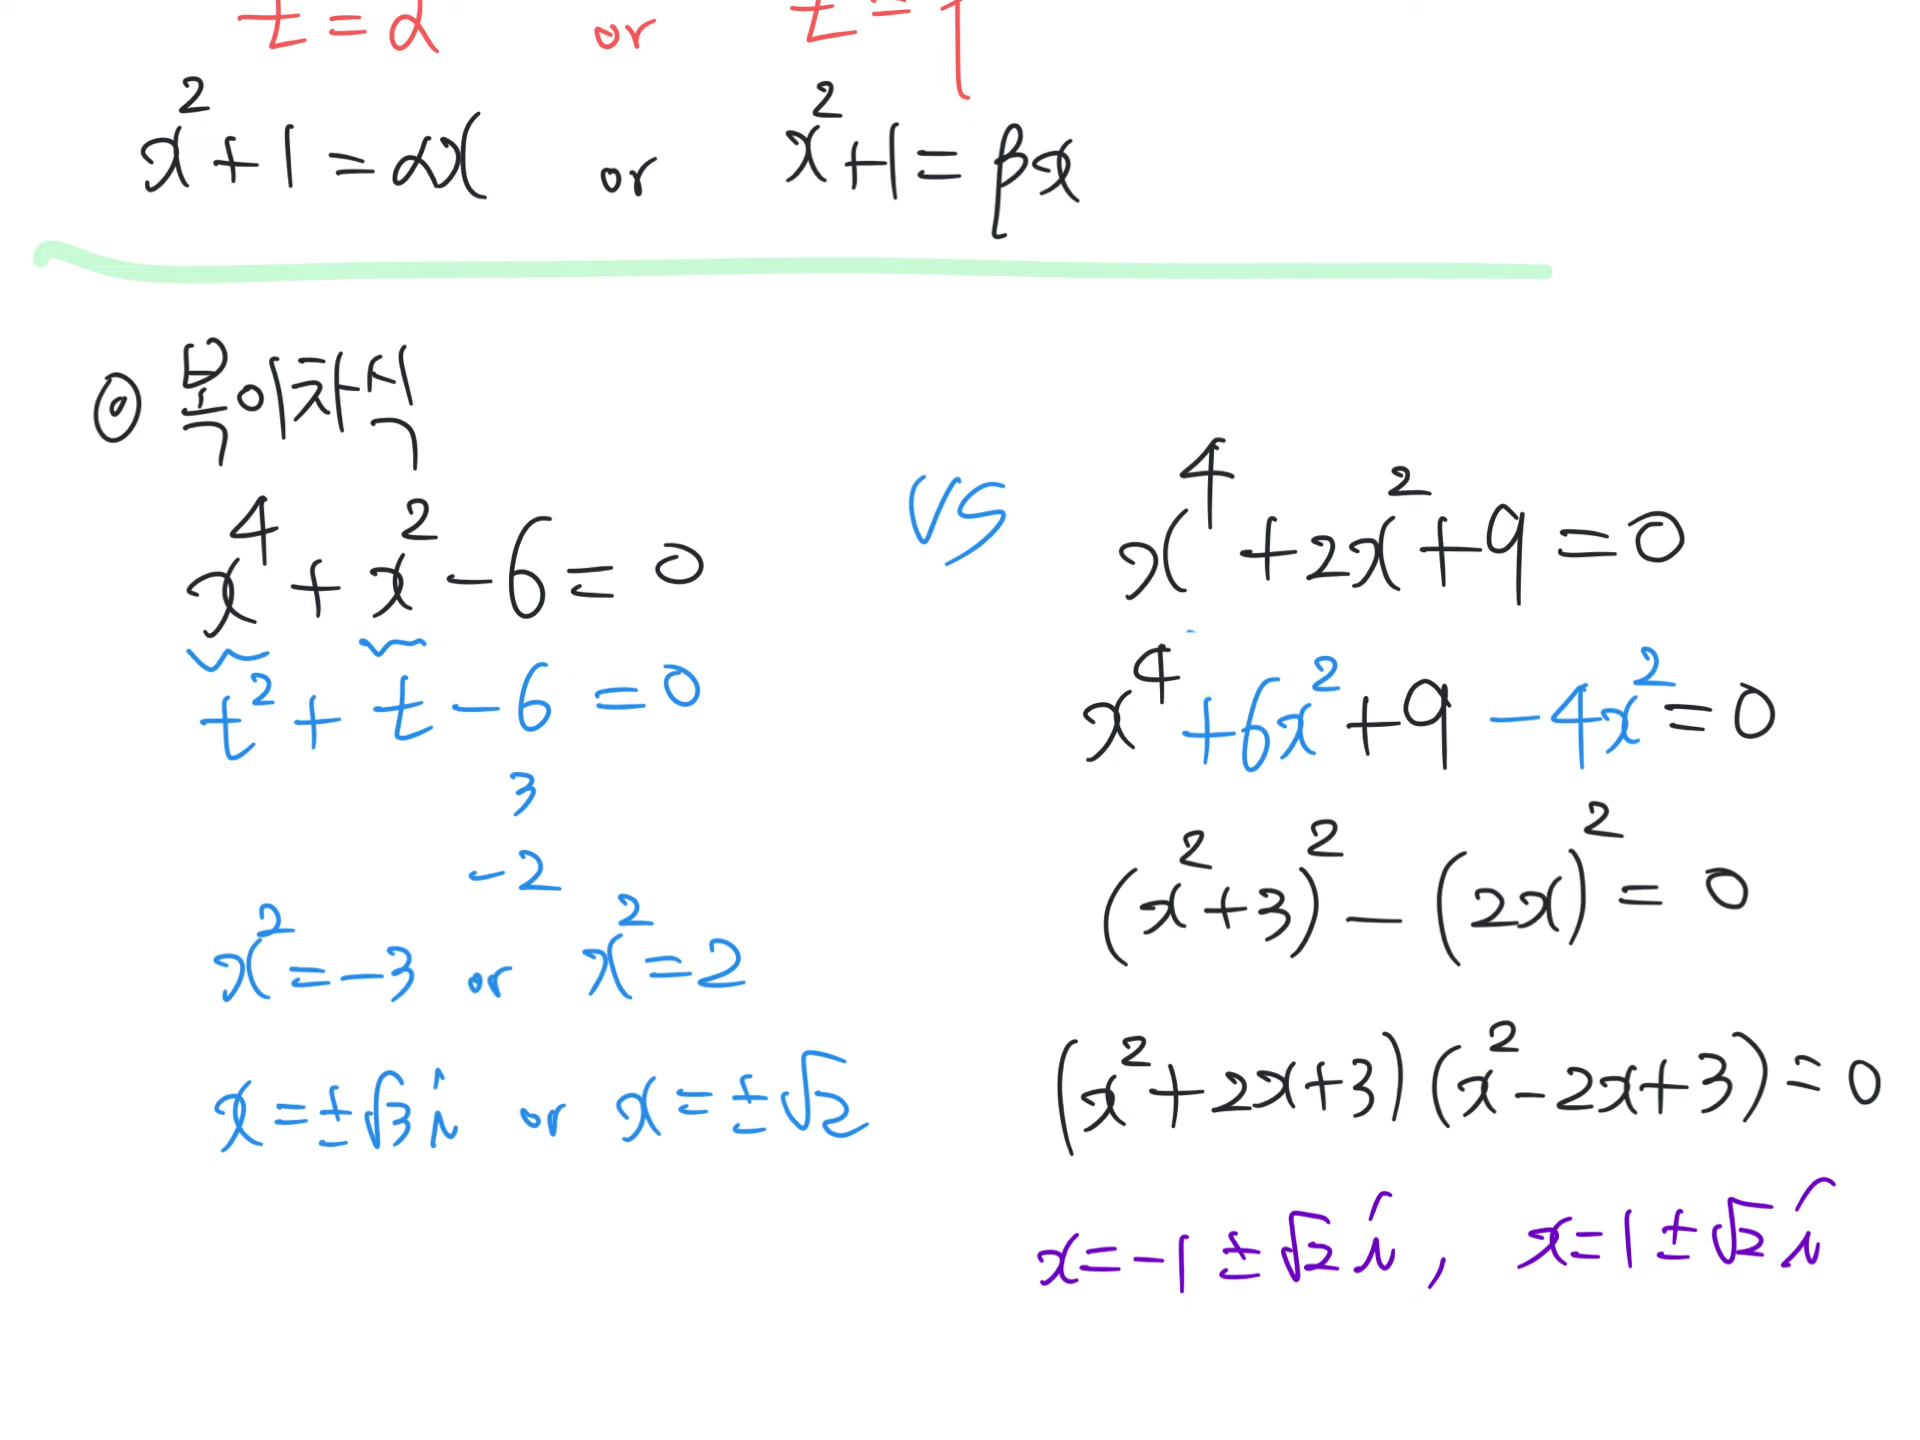 t = α or t =
x² + 1 = αx or x² + 1 = βx
◎ 복이차식
x⁴ + x² - 6 = 0
t² + t - 6 = 0
3
-2
x² = -3 or x² = 2
x = ±√3 i or x = ±√2
VS
x⁴ + 2x² + 9 = 0
x⁴ + 6x² + 9 - 4x² = 0
(x² + 3)² - (2x)² = 0
(x² + 2x + 3)(x² - 2x + 3) = 0
x = -1 ± √2 i , x = 1 ± √2 i